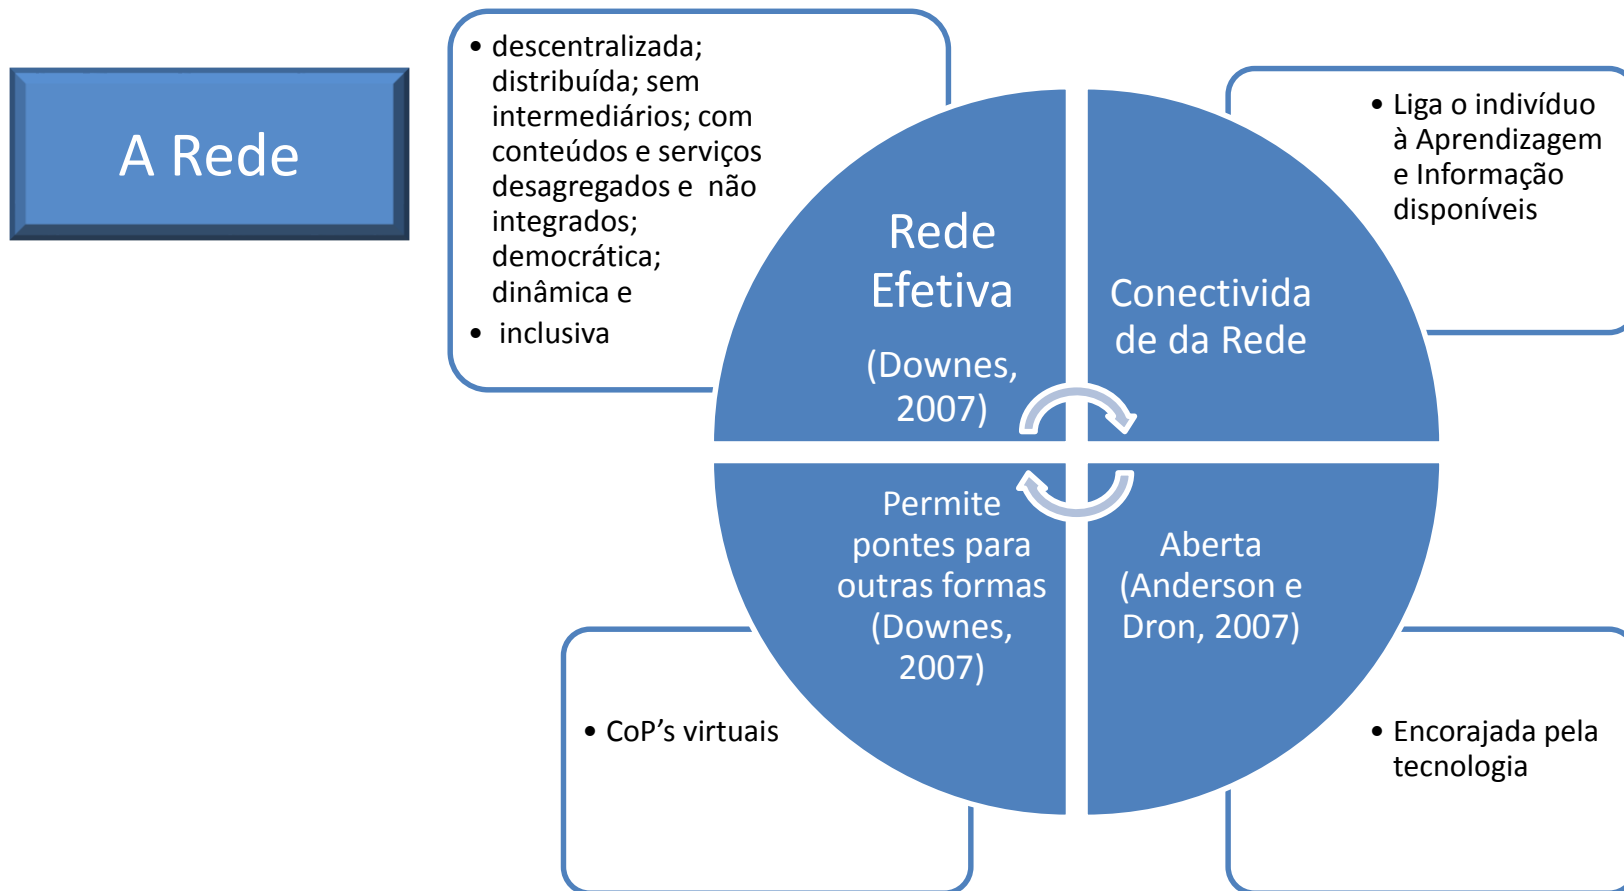 A Rede
• descentralizada;
distribuída; sem
intermediários; com
conteúdos e serviços
desagregados e não
integrados;
democrática;
dinâmica e
• inclusiva
Rede
Efetiva
(Downes,
2007)
Conectivida
de da Rede
• Liga o indivíduo
à Aprendizagem
e Informação
disponíveis
Permite
pontes para
outras formas
(Downes,
2007)
Aberta
(Anderson e
Dron, 2007)
• CoP’s virtuais
• Encorajada pela
tecnologia